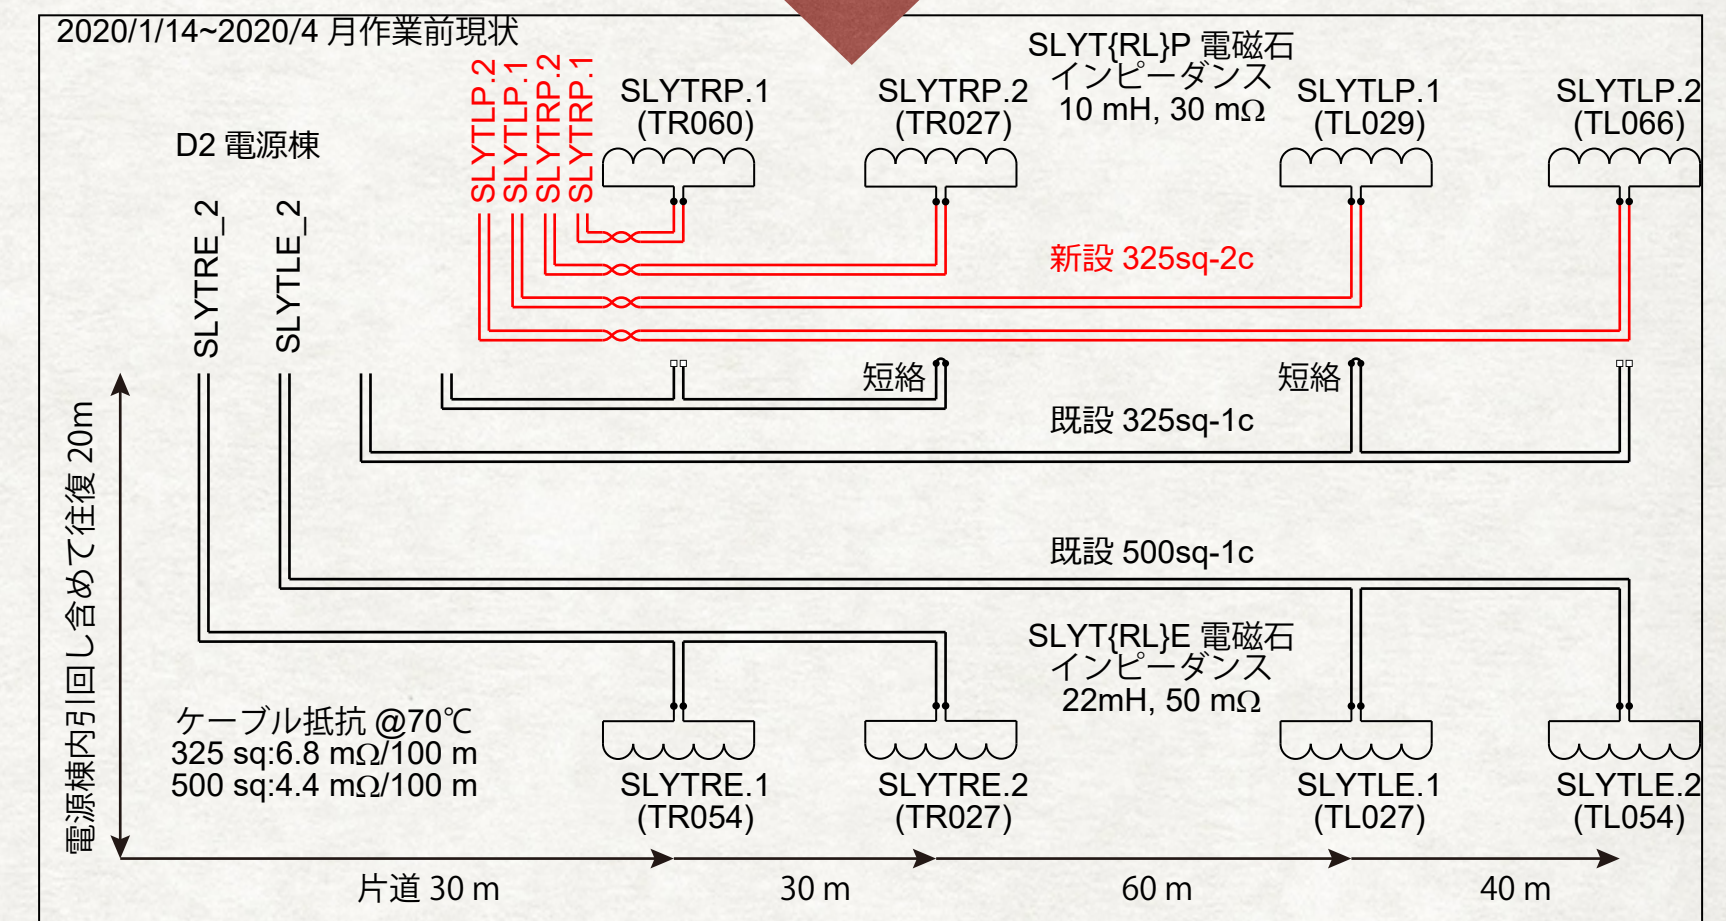 2020/1/14~2020/4 月作業前現状
SLYT{RL}P 電磁石
インピーダンス
10 mH, 30 mΩ
SLYTLP.2
SLYTLP.1
SLYTRP.2
SLYTRP.1
SLYTRP.1
(TR060)
SLYTRP.2
(TR027)
SLYTLP.1
(TL029)
SLYTLP.2
(TL066)
D2 電源棟
SLYTRE_2
SLYTLE_2
新設 325sq-2c
短絡
短絡
既設 325sq-1c
電源棟内引回し含めて往復 20m
既設 500sq-1c
SLYT{RL}E 電磁石
インピーダンス
22mH, 50 mΩ
ケーブル抵抗 @70℃
325 sq:6.8 mΩ/100 m
500 sq:4.4 mΩ/100 m
SLYTRE.1
(TR054)
SLYTRE.2
(TR027)
SLYTLE.1
(TL027)
SLYTLE.2
(TL054)
片道 30 m
30 m
60 m
40 m